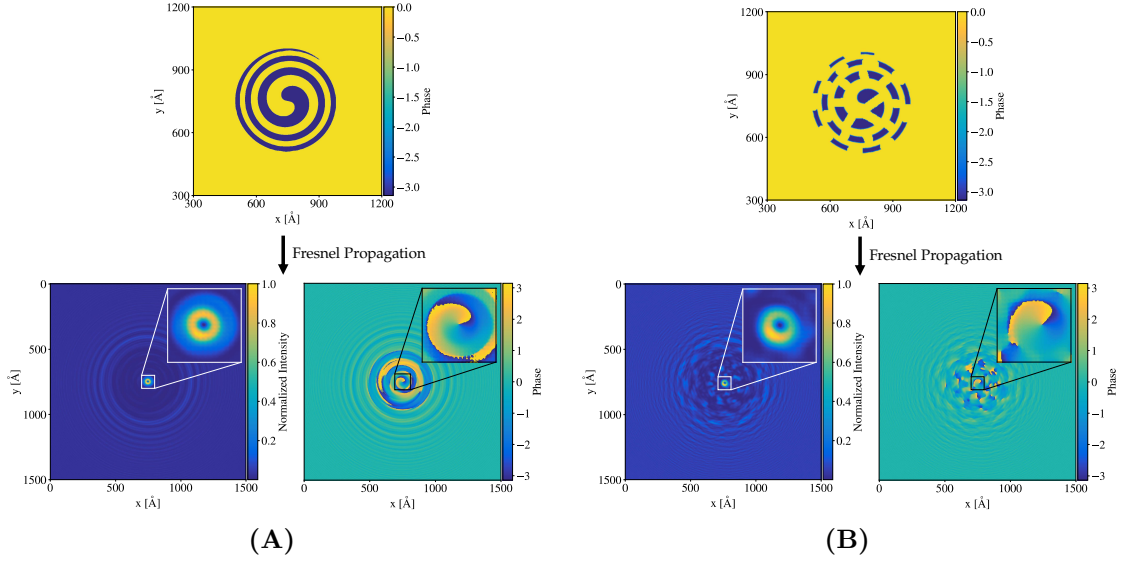 1200
900
600
300
y [Å]
300 600 900 1200
x [Å]
0.0
−0.5
−1.0
−1.5
−2.0
−2.5
−3.0
Phase
Fresnel Propagation
0
500
1000
1500
y [Å]
0 500 1000 1500
x [Å]
1.0
0.8
0.6
0.4
0.2
Normalized Intensity
0 500 1000 1500
x [Å]
3
2
1
0
−1
−2
−3
Phase
(A)
1200
900
600
300
y [Å]
300 600 900 1200
x [Å]
0.0
−0.5
−1.0
−1.5
−2.0
−2.5
−3.0
Phase
Fresnel Propagation
0
500
1000
1500
y [Å]
0 500 1000 1500
x [Å]
1.0
0.8
0.6
0.4
0.2
Normalized Intensity
0 500 1000 1500
x [Å]
3
2
1
0
−1
−2
−3
Phase
(B)